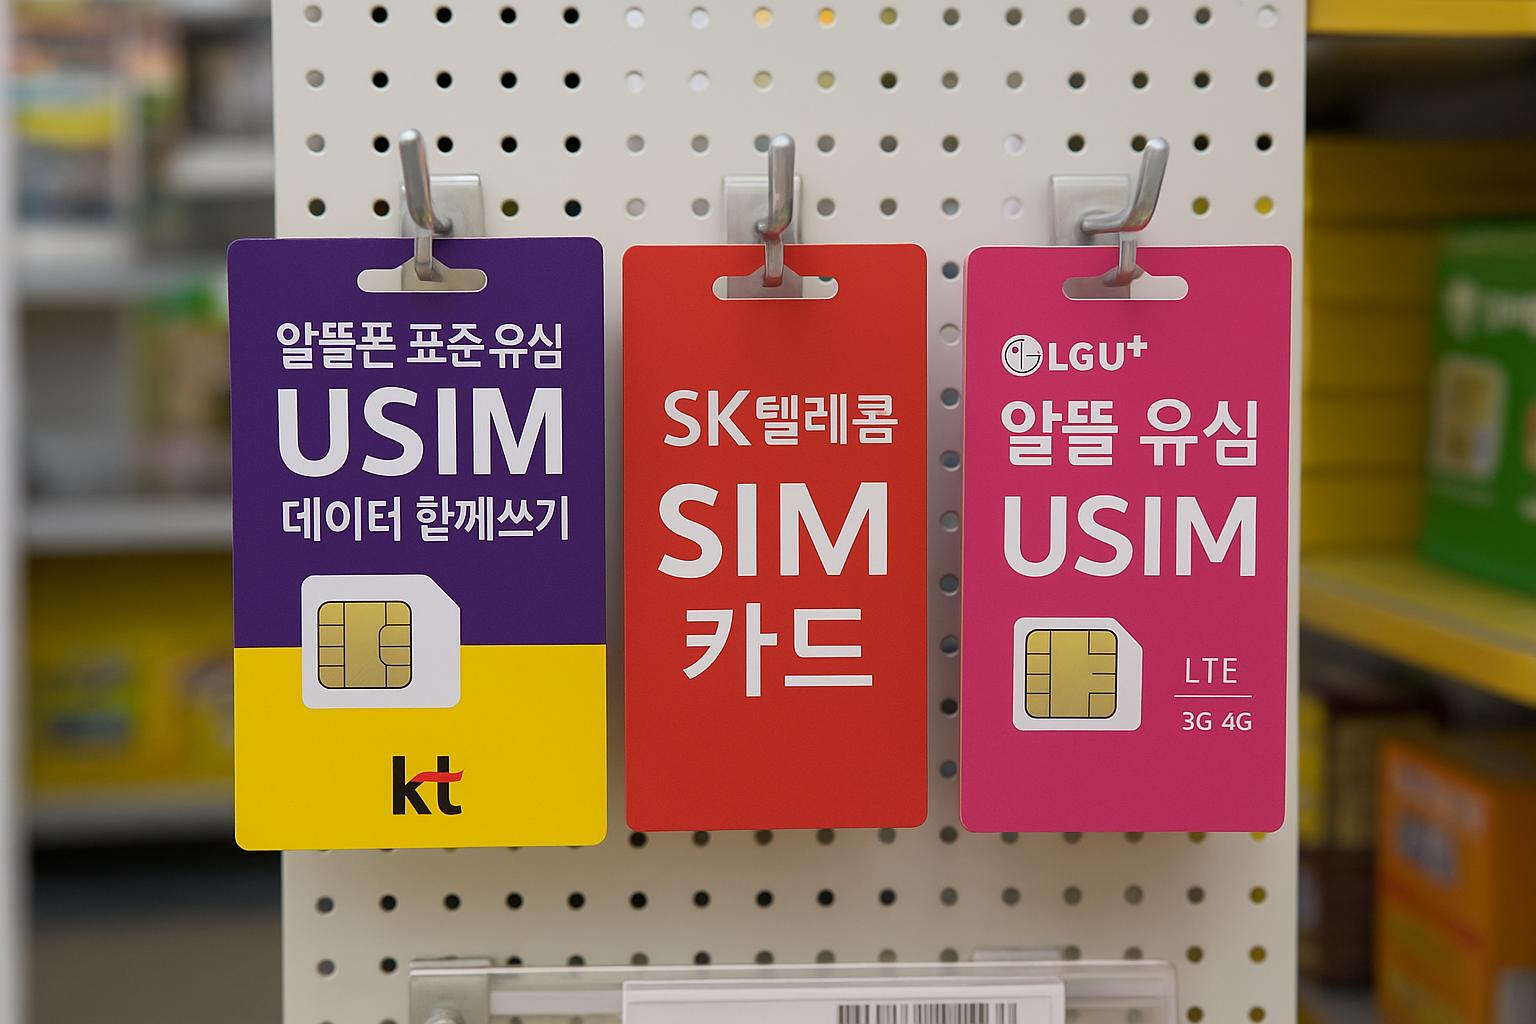 알뜰폰 표준유심
USIM
데이터 함께쓰기
kt
SK텔레콤
SIM
카드
LGU+
알뜰 유심
USIM
LTE
3G 4G